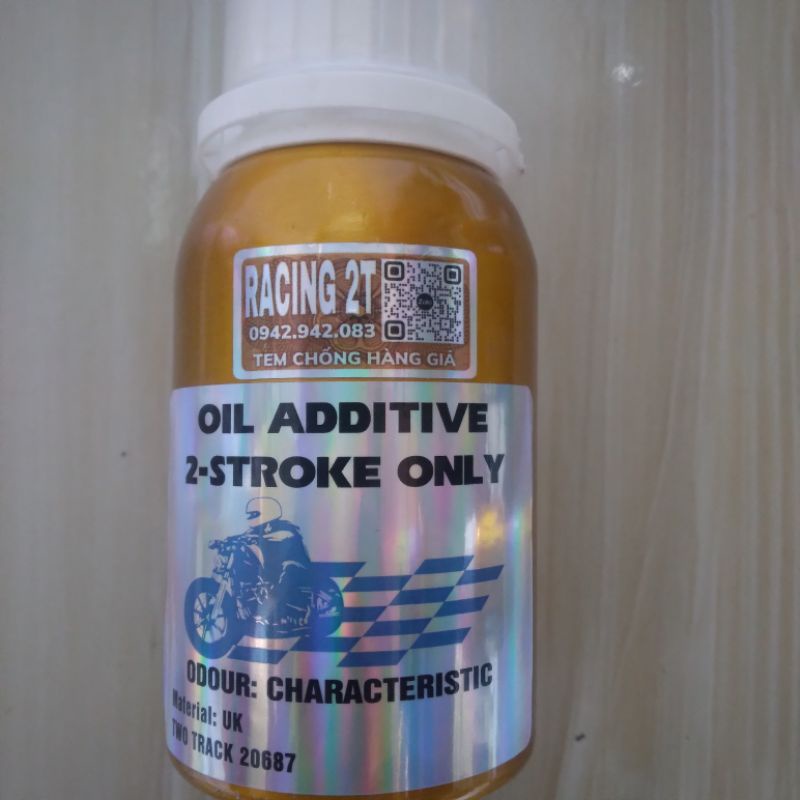 RACING 2T
0942.942.083
TEM CHỐNG HÀNG GIẢ
OIL ADDITIVE
2-STROKE ONLY
ODOUR: CHARACTERISTIC
Material: UK
TWO TRACK 20687